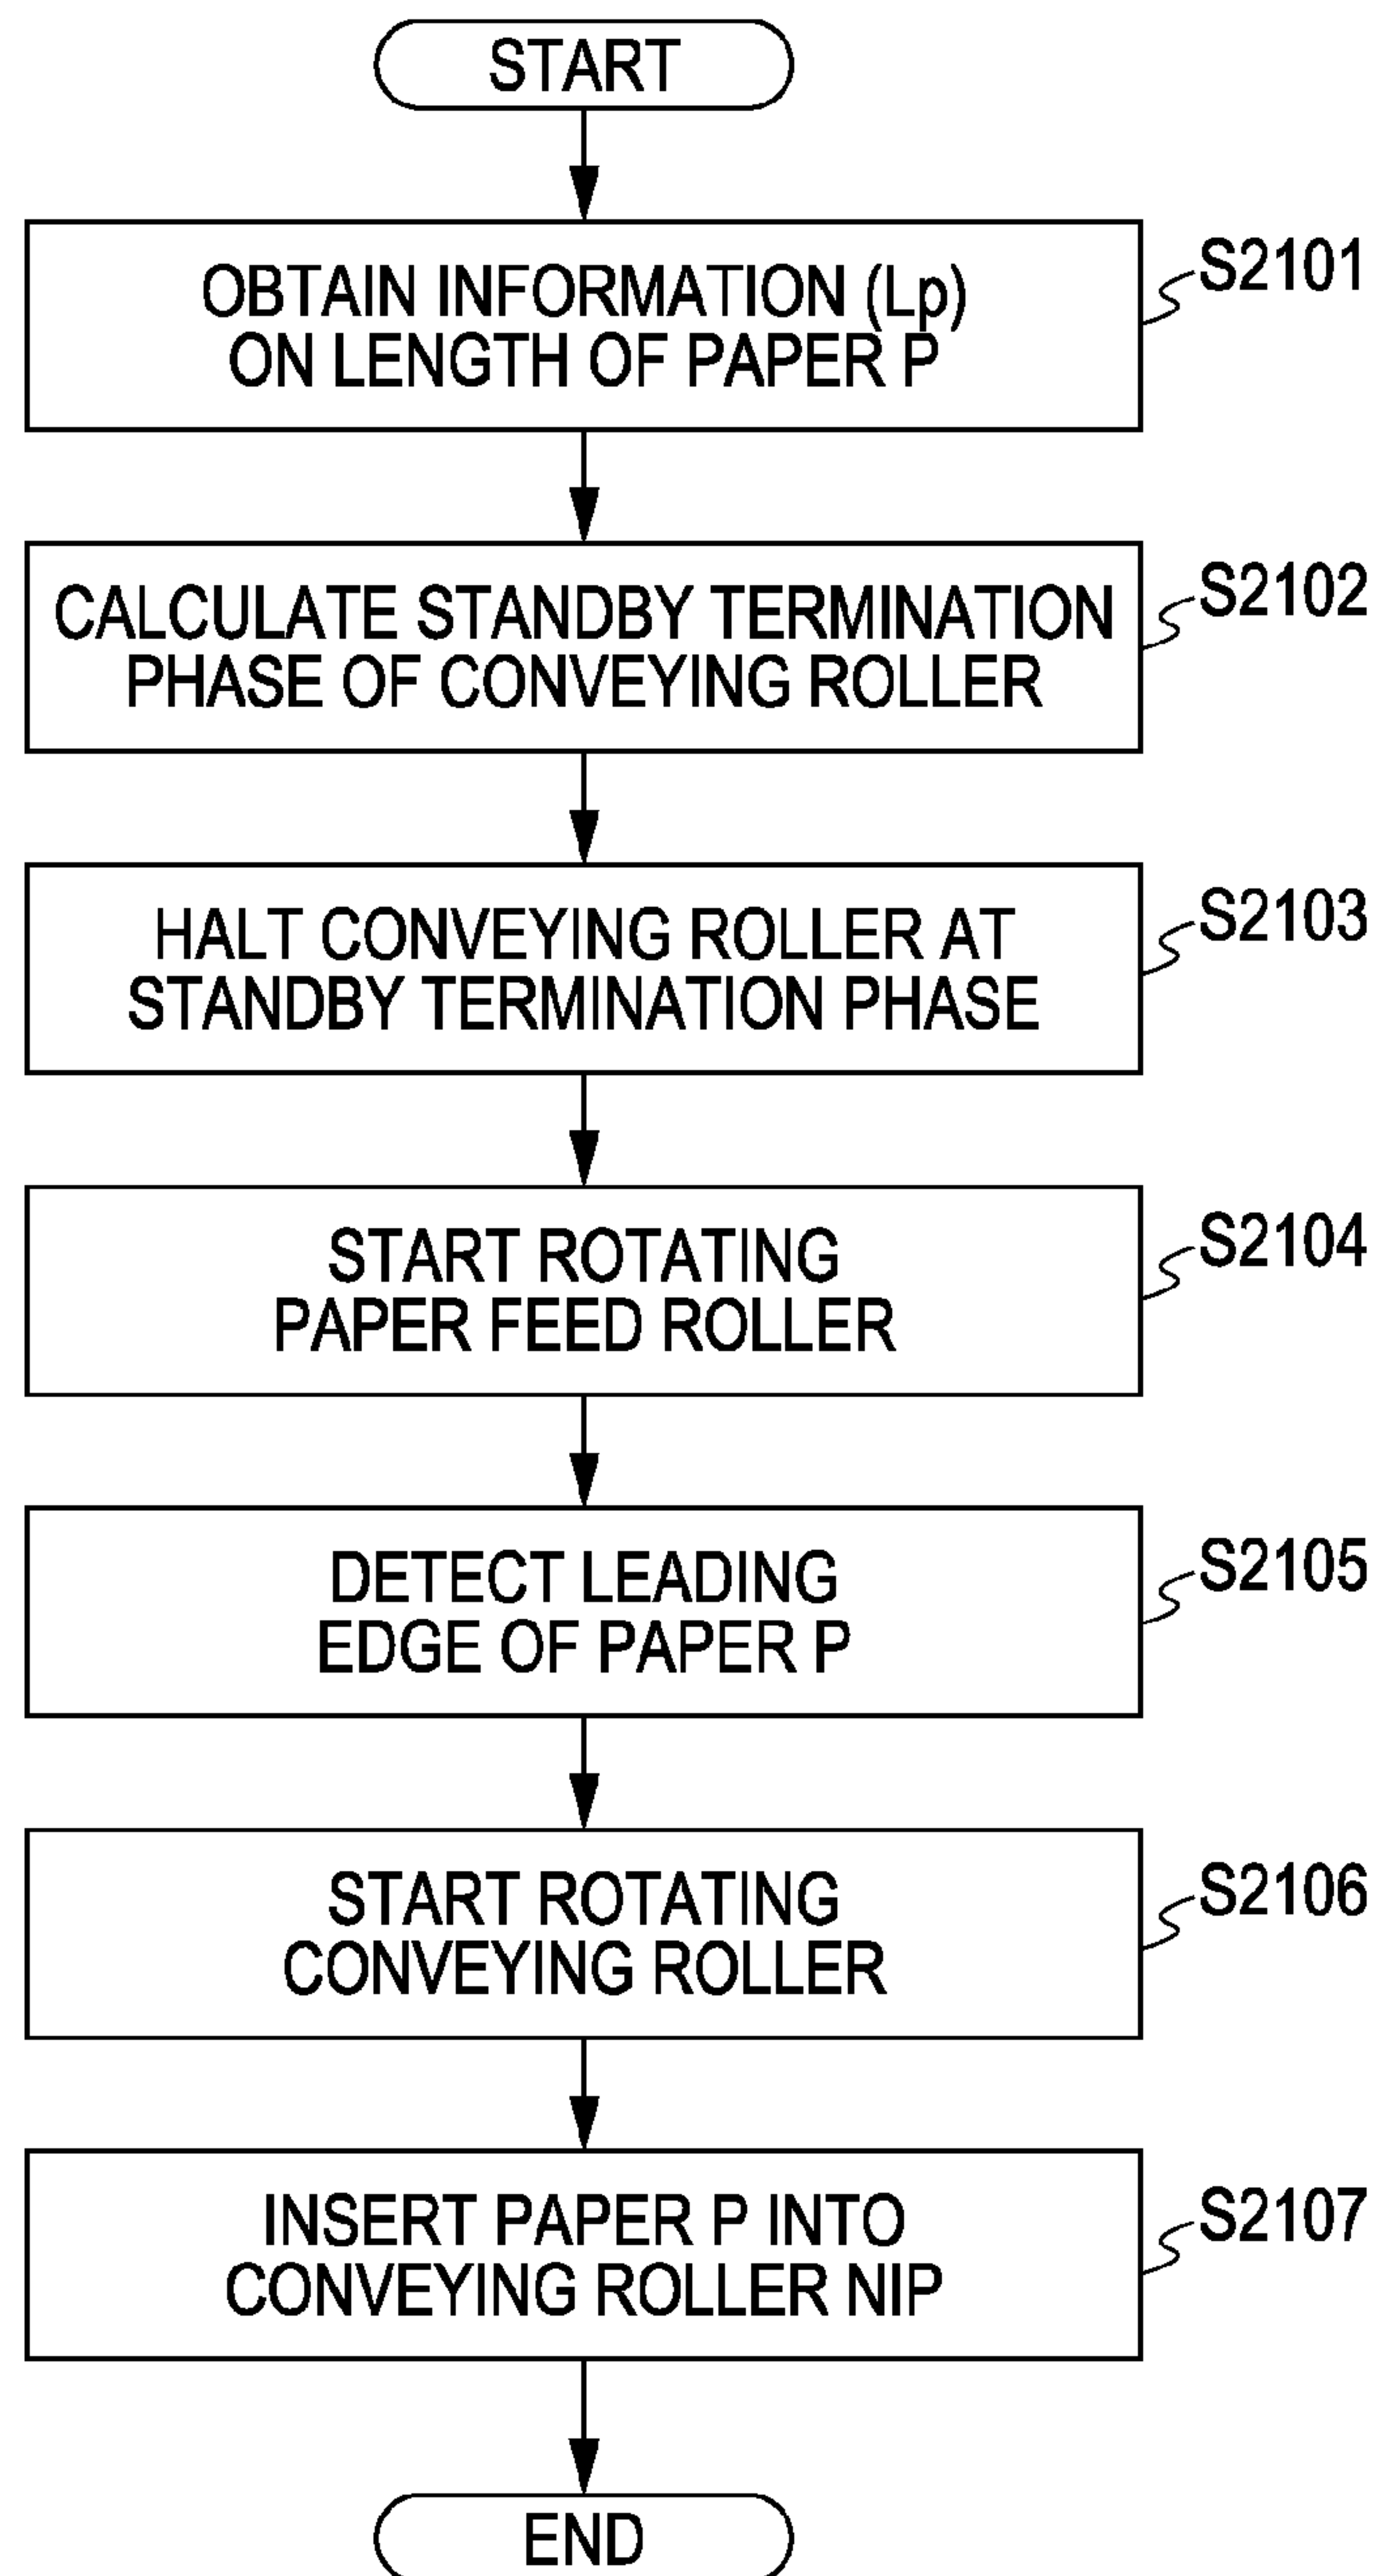 START
OBTAIN INFORMATION (Lp)
ON LENGTH OF PAPER P
S2101
CALCULATE STANDBY TERMINATION
PHASE OF CONVEYING ROLLER
S2102
HALT CONVEYING ROLLER AT
STANDBY TERMINATION PHASE
S2103
START ROTATING
PAPER FEED ROLLER
S2104
DETECT LEADING
EDGE OF PAPER P
S2105
START ROTATING
CONVEYING ROLLER
S2106
INSERT PAPER P INTO
CONVEYING ROLLER NIP
S2107
END